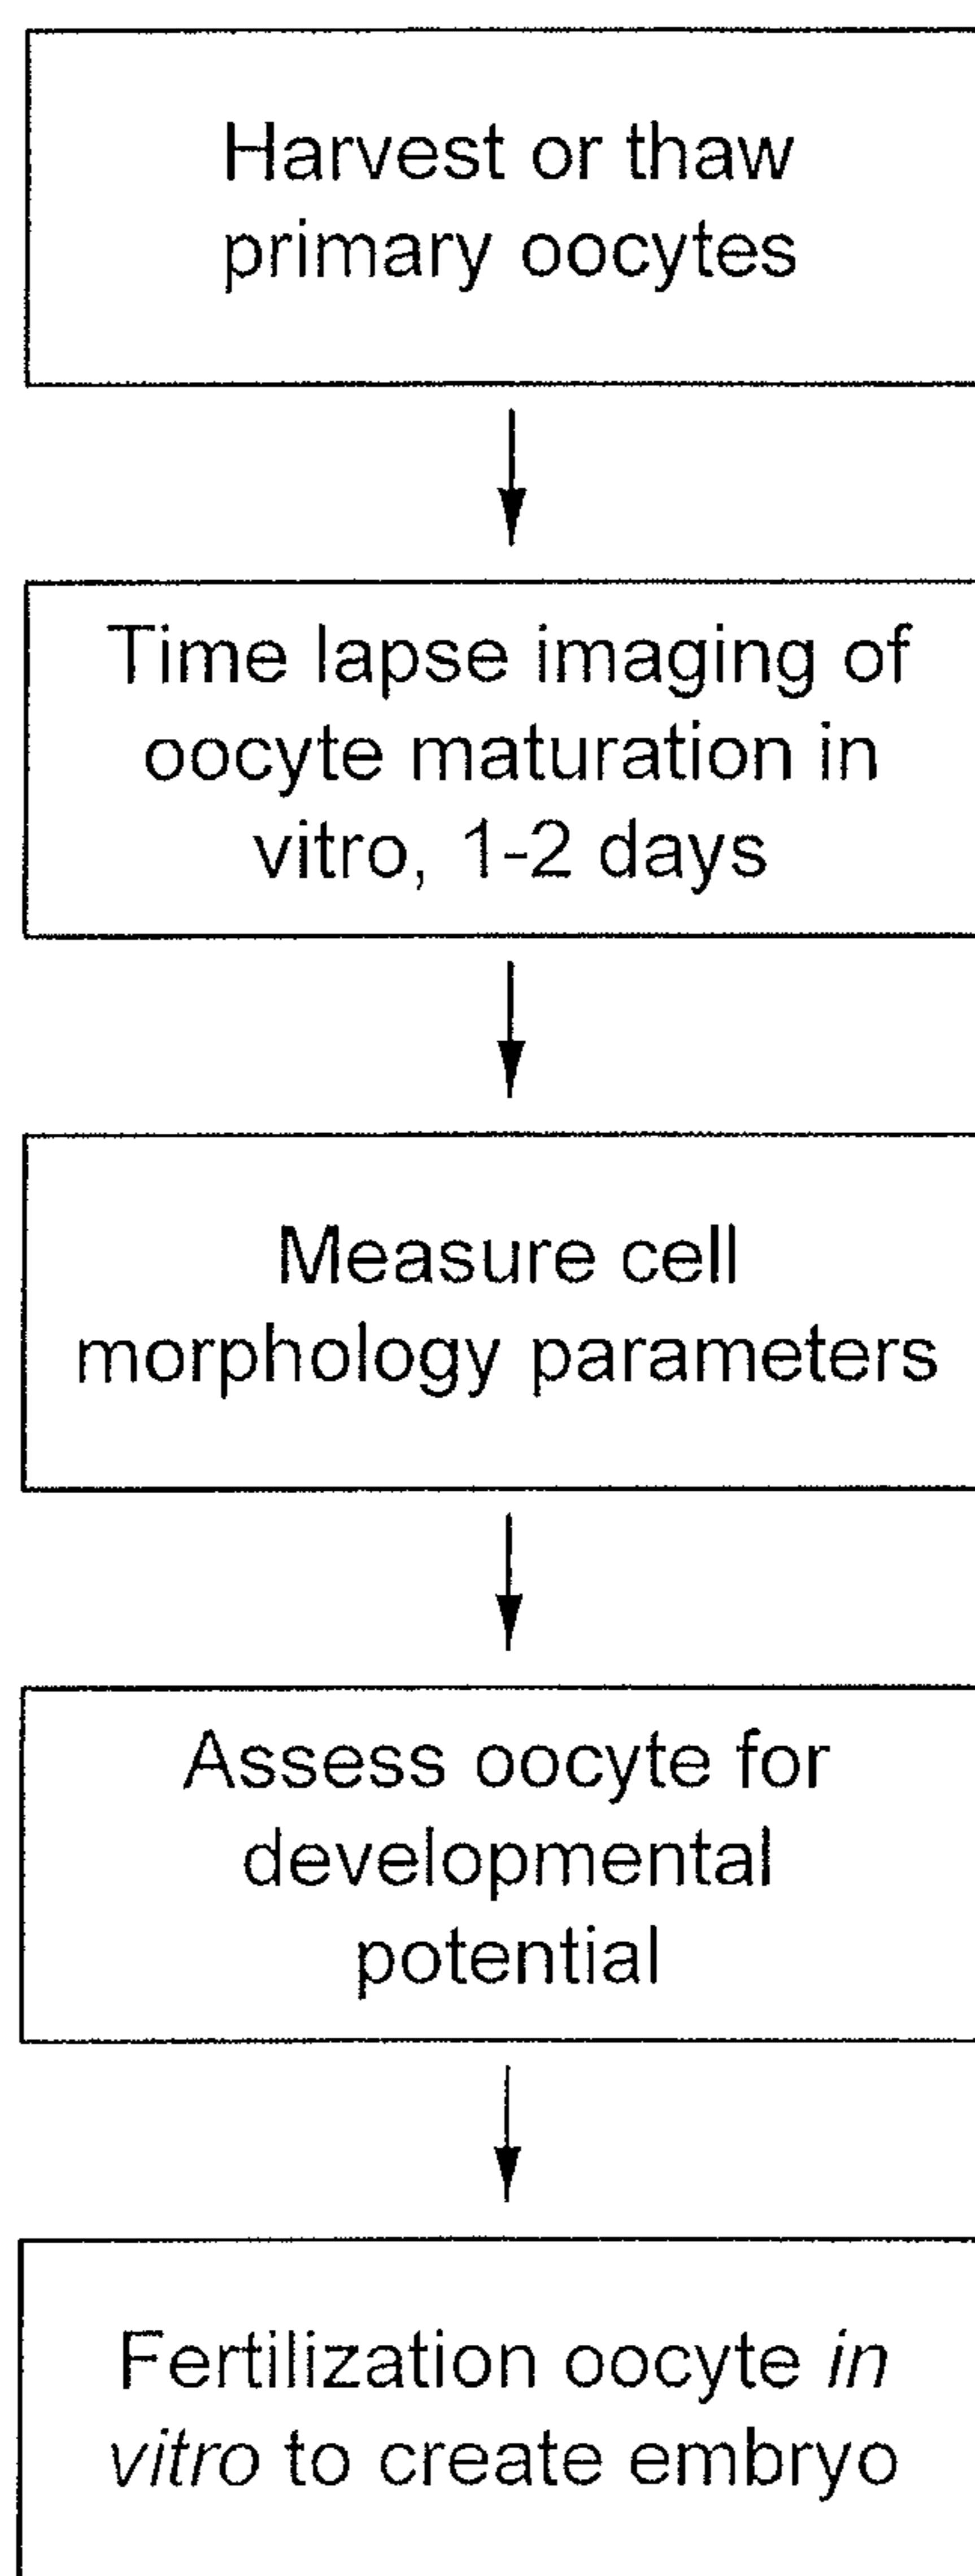 Harvest or thaw
primary oocytes
Time lapse imaging of
oocyte maturation in
vitro, 1-2 days
Measure cell
morphology parameters
Assess oocyte for
developmental
potential
Fertilization oocyte in
vitro to create embryo